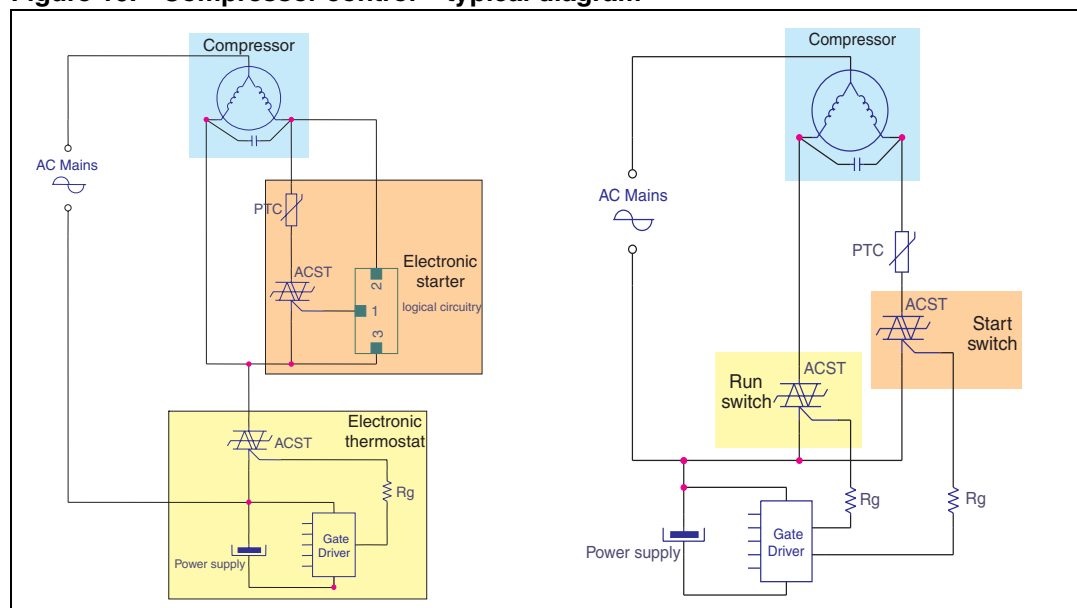 Figure Compressor control – typical diagram
Compressor
AC Mains
PTC
ACST
Electronic
starter
logical circuitry
2
1
3
Electronic
thermostat
ACST
Rg
Gate
Driver
Power supply
Compressor
AC Mains
PTC
ACST
Start
switch
ACST
Run
switch
Rg
Rg
Gate
Driver
Power supply